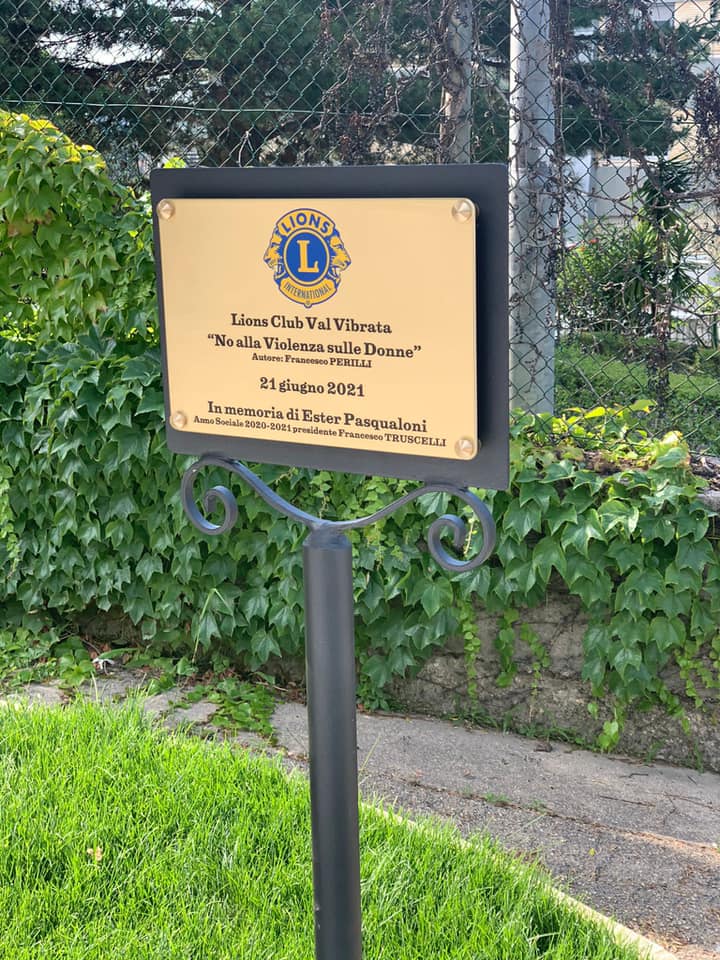 LIONS
L
INTERNATIONAL
Lions Club Val Vibrata
“No alla Violenza sulle Donne”
Autore: Francesco PERILLI
21 giugno 2021
In memoria di Ester Pasqualoni
Anno Sociale 2020-2021 presidente Francesco TRUSCELLI